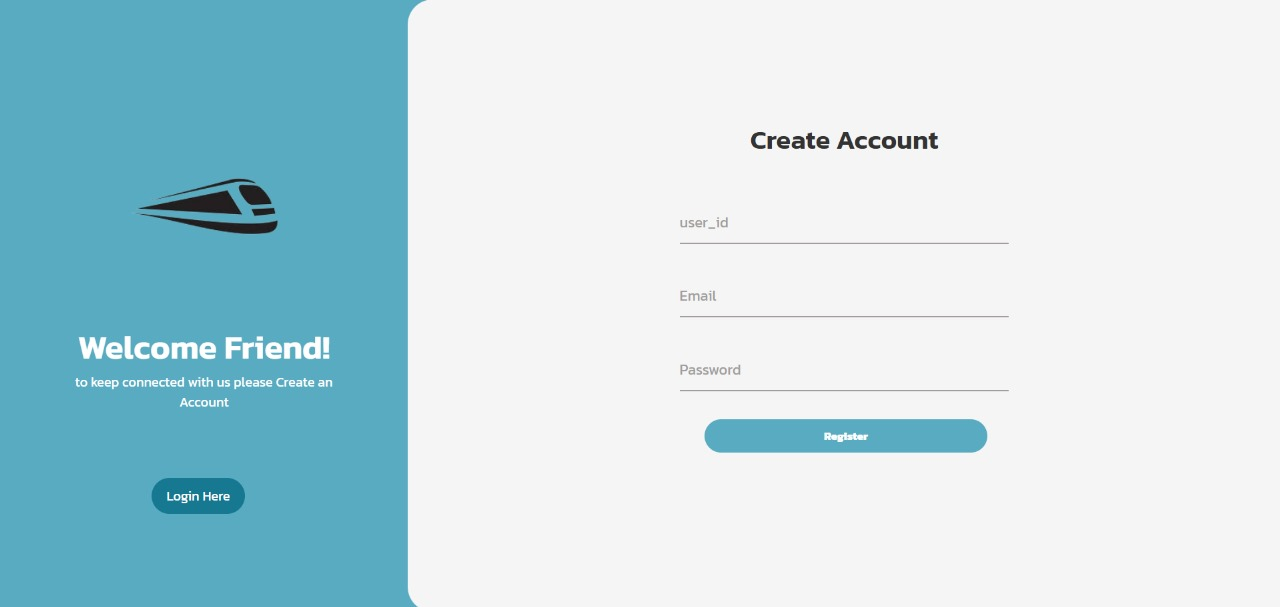 Welcome Friend!
to keep connected with us please Create an
Account
Login Here
Create Account
user_id
Email
Password
Register